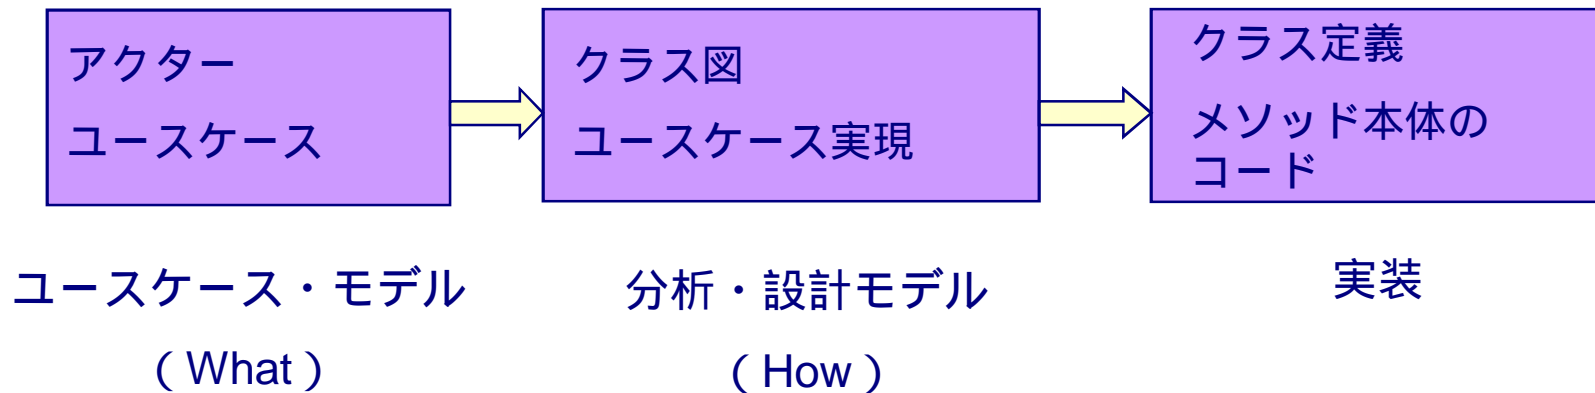 アクター
ユースケース
クラス図
ユースケース実現
クラス定義
メソッド本体の
コード
ユースケース・モデル
(What)
分析・設計モデル
(How)
実装